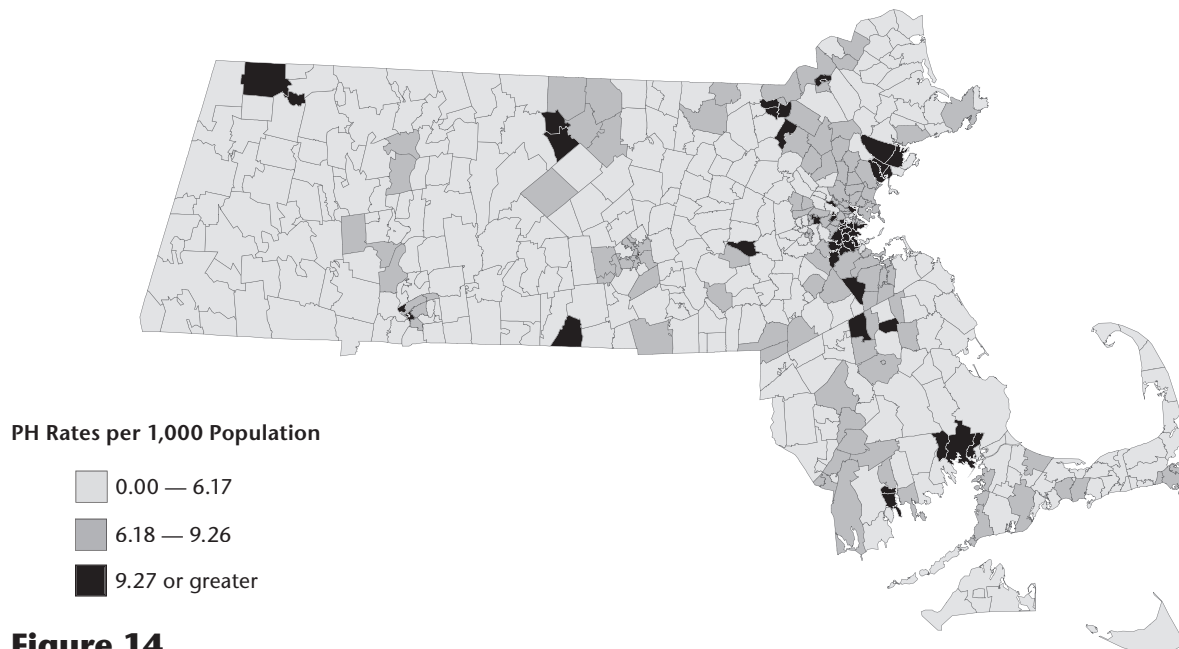 PH Rates per 1,000 Population
0.00 — 6.17
6.18 — 9.26
9.27 or greater
Figure 14